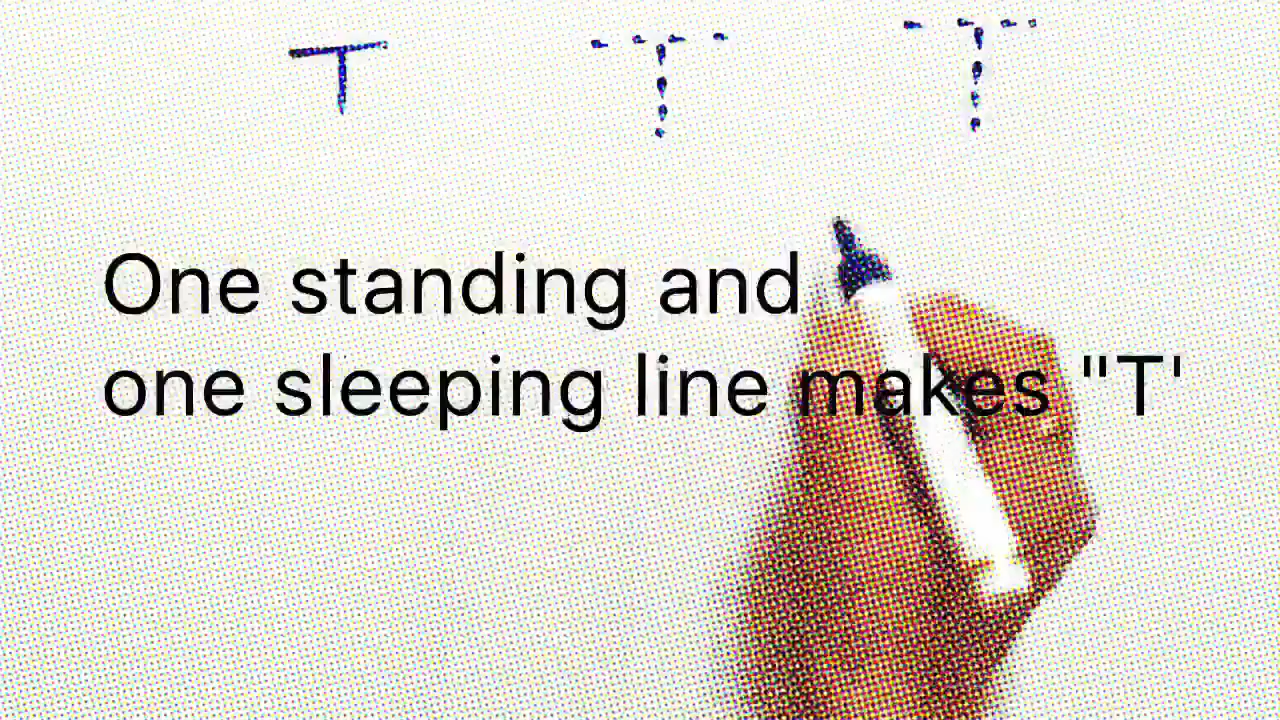 T T T
One standing and
one sleeping line makes "T'